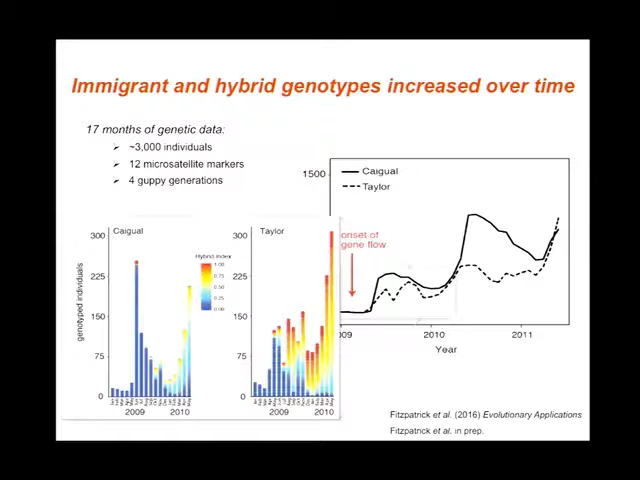 Immigrant and hybrid genotypes increased over time
17 months of genetic data:
~3,000 individuals
12 microsatellite markers
4 guppy generations
1500
Caigual
Taylor
onset of
gene flow
009
2010
2011
Year
Caigual
300
225
150
75
0
genotyped individuals
2009
2010
Hybrid index
1.00
0.75
0.50
0.25
0.00
Taylor
300
225
150
75
0
2009
2010
Fitzpatrick et al. (2016) Evolutionary Applications
Fitzpatrick et al. in prep.